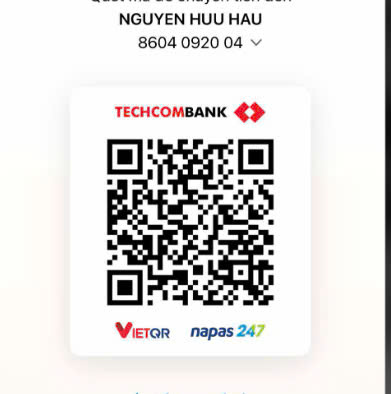 NGUYEN HUU HAU
8604 0920 04
TECHCOMBANK
VIETQR
napas 247